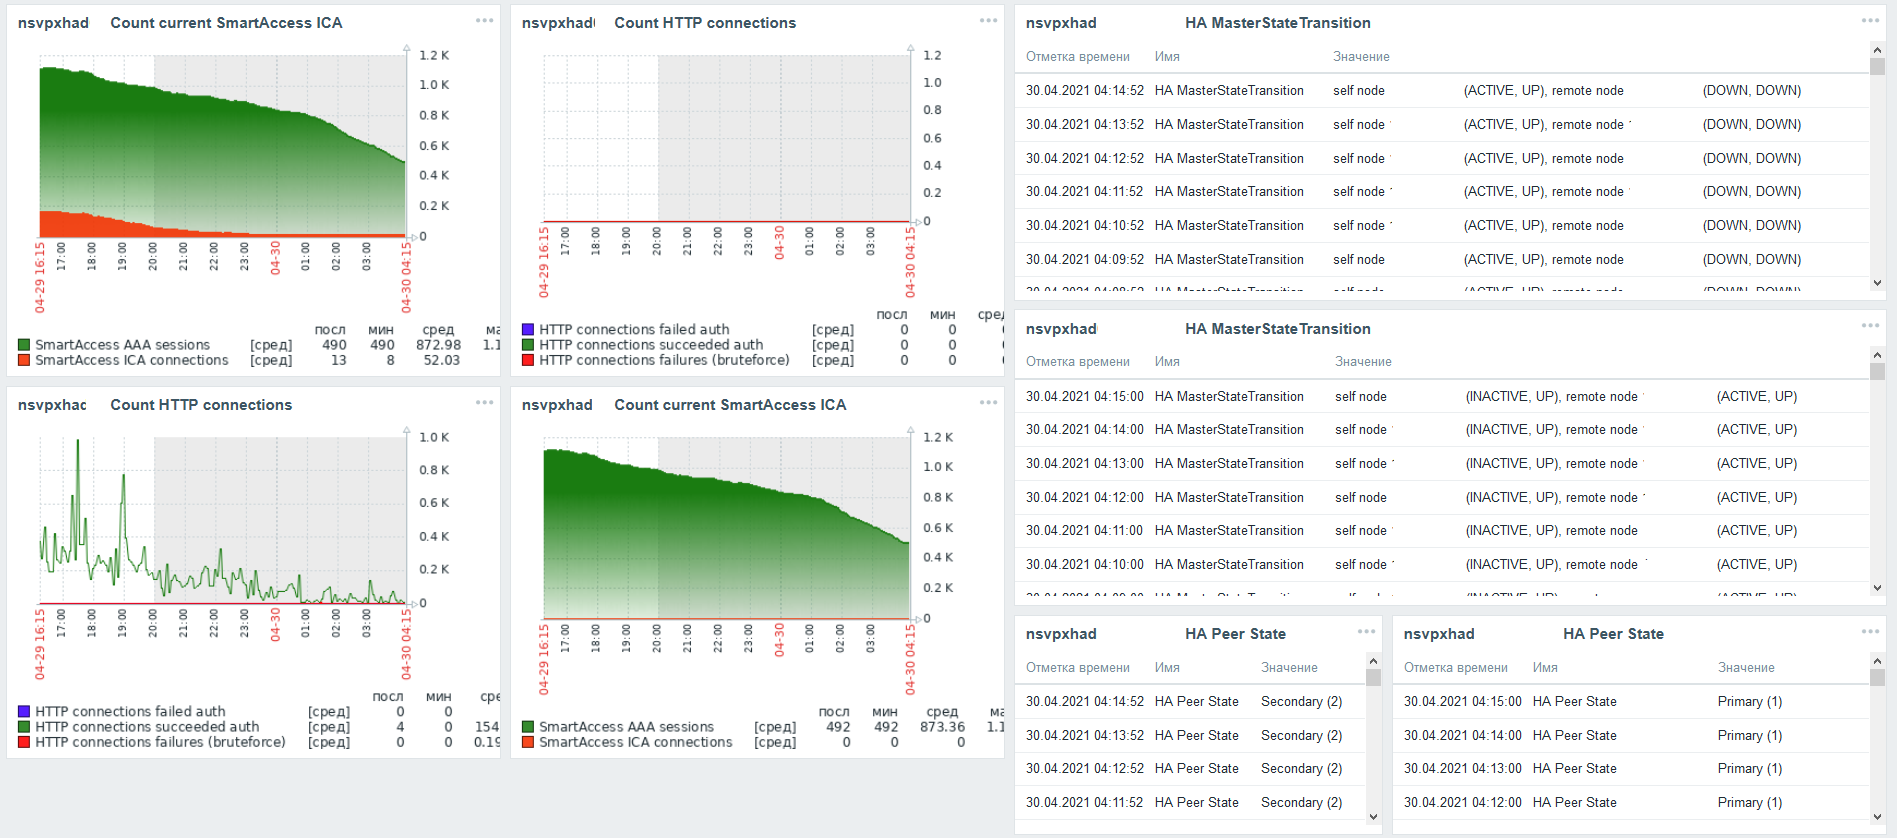 nsvpxhad Count current SmartAccess ICA
1.2 K
1.0 K
0.8 K
0.6 K
0.4 K
0.2 K
0
04-29 16:15 17:00 18:00 19:00 20:00 21:00 22:00 23:00 04-30 01:00 02:00 03:00 04-30 04:15
посл мин сред ма
SmartAccess AAA sessions [сред] 490 490 872.98 1.1
SmartAccess ICA connections [сред] 13 8 52.03
nsvpxhad Count HTTP connections
1.2
1.0
0.8
0.6
0.4
0.2
0
04-29 16:15 17:00 18:00 19:00 20:00 21:00 22:00 23:00 04-30 01:00 02:00 03:00 04-30 04:15
посл мин сред
HTTP connections failed auth [сред] 0 0 0
HTTP connections succeeded auth [сред] 0 0 0
HTTP connections failures (bruteforce) [сред] 0 0 0
nsvpxhad HA MasterStateTransition
Отметка времени Имя Значение
30.04.2021 04:14:52 HA MasterStateTransition self node (ACTIVE, UP), remote node (DOWN, DOWN)
30.04.2021 04:13:52 HA MasterStateTransition self node (ACTIVE, UP), remote node (DOWN, DOWN)
30.04.2021 04:12:52 HA MasterStateTransition self node (ACTIVE, UP), remote node (DOWN, DOWN)
30.04.2021 04:11:52 HA MasterStateTransition self node (ACTIVE, UP), remote node (DOWN, DOWN)
30.04.2021 04:10:52 HA MasterStateTransition self node (ACTIVE, UP), remote node (DOWN, DOWN)
30.04.2021 04:09:52 HA MasterStateTransition self node (ACTIVE, UP), remote node (DOWN, DOWN)
30.04.2021 04:08:52 HA MasterStateTransition self node (ACTIVE, UP), remote node (DOWN, DOWN)
nsvpxhad HA MasterStateTransition
Отметка времени Имя Значение
30.04.2021 04:15:00 HA MasterStateTransition self node (INACTIVE, UP), remote node (ACTIVE, UP)
30.04.2021 04:14:00 HA MasterStateTransition self node (INACTIVE, UP), remote node (ACTIVE, UP)
30.04.2021 04:13:00 HA MasterStateTransition self node (INACTIVE, UP), remote node (ACTIVE, UP)
30.04.2021 04:12:00 HA MasterStateTransition self node (INACTIVE, UP), remote node (ACTIVE, UP)
30.04.2021 04:11:00 HA MasterStateTransition self node (INACTIVE, UP), remote node (ACTIVE, UP)
30.04.2021 04:10:00 HA MasterStateTransition self node (INACTIVE, UP), remote node (ACTIVE, UP)
nsvpxhac Count HTTP connections
1.0 K
0.8 K
0.6 K
0.4 K
0.2 K
0
04-29 16:15 17:00 18:00 19:00 20:00 21:00 22:00 23:00 04-30 01:00 02:00 03:00 04-30 04:15
посл мин сре
HTTP connections failed auth [сред] 0 0
HTTP connections succeeded auth [сред] 4 0 154
HTTP connections failures (bruteforce) [сред] 0 0 0.19
nsvpxhad Count current SmartAccess ICA
1.2 K
1.0 K
0.8 K
0.6 K
0.4 K
0.2 K
0
04-29 16:15 17:00 18:00 19:00 20:00 21:00 22:00 23:00 04-30 01:00 02:00 03:00 04-30 04:15
посл мин сред ма
SmartAccess AAA sessions [сред] 492 492 873.36 1.1
SmartAccess ICA connections [сред] 0 0 0
nsvpxhad HA Peer State
Отметка времени Имя Значение
30.04.2021 04:14:52 HA Peer State Secondary (2)
30.04.2021 04:13:52 HA Peer State Secondary (2)
30.04.2021 04:12:52 HA Peer State Secondary (2)
30.04.2021 04:11:52 HA Peer State Secondary (2)
nsvpxhad HA Peer State
Отметка времени Имя Значение
30.04.2021 04:15:00 HA Peer State Primary (1)
30.04.2021 04:14:00 HA Peer State Primary (1)
30.04.2021 04:13:00 HA Peer State Primary (1)
30.04.2021 04:12:00 HA Peer State Primary (1)